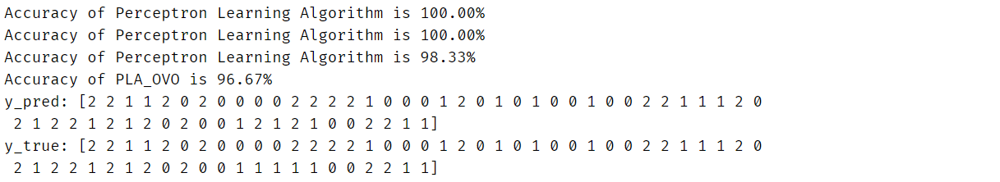 Accuracy of Perceptron Learning Algorithm is 100.00%
Accuracy of Perceptron Learning Algorithm is 100.00%
Accuracy of Perceptron Learning Algorithm is 98.33%
Accuracy of PLA_OVO is 96.67%
y_pred: [2 2 1 1 2 0 2 0 0 0 0 2 2 2 2 1 0 0 0 1 2 0 1 0 1 0 0 1 0 0 2 2 1 1 1 2 0
2 1 2 2 1 2 1 2 0 2 0 0 1 2 1 2 1 0 0 2 2 1 1]
y_true: [2 2 1 1 2 0 2 0 0 0 0 2 2 2 2 1 0 0 0 1 2 0 1 0 1 0 0 1 0 0 2 2 1 1 1 2 0
2 1 2 2 1 2 1 2 0 2 0 0 1 1 1 1 1 0 0 2 2 1 1]